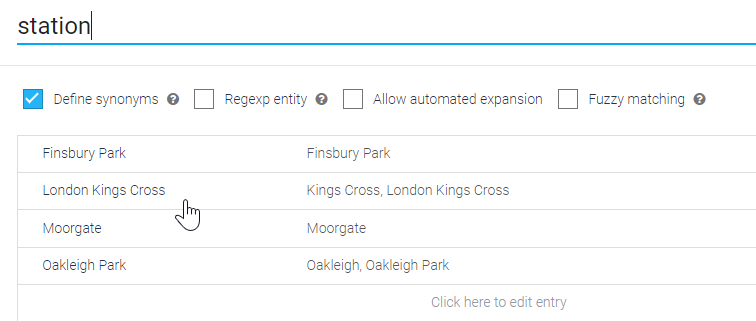 station
Define synonyms ? Regexp entity ? Allow automated expansion Fuzzy matching ?
Finsbury Park Finsbury Park
London Kings Cross Kings Cross, London Kings Cross
Moorgate Moorgate
Oakleigh Park Oakleigh, Oakleigh Park
Click here to edit entry